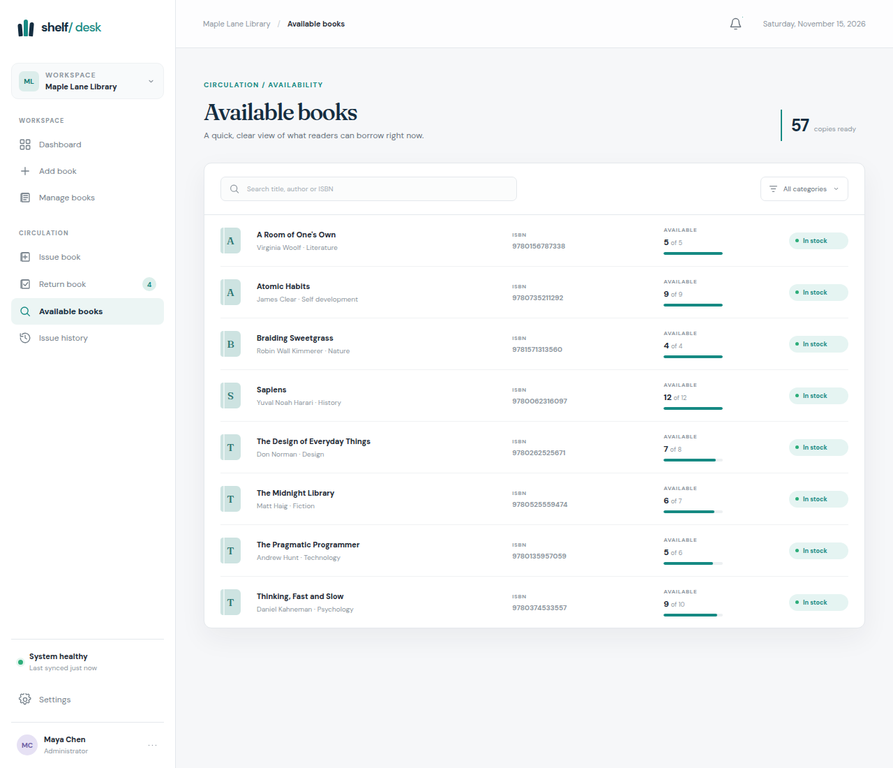 shelf/ desk
ML
WORKSPACE
Maple Lane Library
WORKSPACE
Dashboard
Add book
Manage books
CIRCULATION
Issue book
Return book 4
Available books
Issue history
System healthy
Last synced just now
Settings
MC
Maya Chen
Administrator
Maple Lane Library / Available books
Saturday, November 15, 2026
CIRCULATION / AVAILABILITY
Available books
A quick, clear view of what readers can borrow right now.
57 copies ready
Search title, author or ISBN
All categories
A
A Room of One's Own
Virginia Woolf · Literature
ISBN
9780156787338
AVAILABLE
5 of 5
In stock
A
Atomic Habits
James Clear · Self development
ISBN
9780735211292
AVAILABLE
9 of 9
In stock
B
Braiding Sweetgrass
Robin Wall Kimmerer · Nature
ISBN
9781571313560
AVAILABLE
4 of 4
In stock
S
Sapiens
Yuval Noah Harari · History
ISBN
9780062316097
AVAILABLE
12 of 12
In stock
T
The Design of Everyday Things
Don Norman · Design
ISBN
9780262525671
AVAILABLE
7 of 8
In stock
T
The Midnight Library
Matt Haig · Fiction
ISBN
9780525559474
AVAILABLE
6 of 7
In stock
T
The Pragmatic Programmer
Andrew Hunt · Technology
ISBN
9780135957059
AVAILABLE
5 of 6
In stock
T
Thinking, Fast and Slow
Daniel Kahneman · Psychology
ISBN
9780374533557
AVAILABLE
9 of 10
In stock